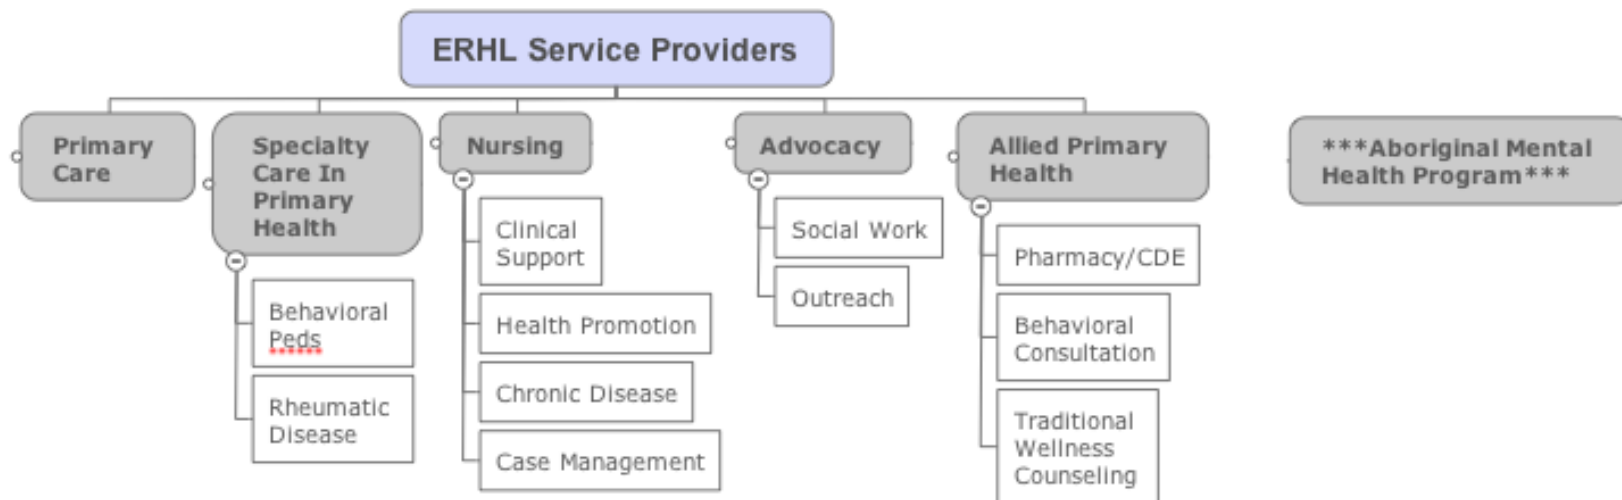 ERHL Service Providers
Primary
Care
Specialty
Care In
Primary
Health
Behavioral
Peds
Rheumatic
Disease
Nursing
Clinical
Support
Health Promotion
Chronic Disease
Case Management
Advocacy
Social Work
Outreach
Allied Primary
Health
Pharmacy/CDE
Behavioral
Consultation
Traditional
Wellness
Counseling
***Aboriginal Mental
Health Program***